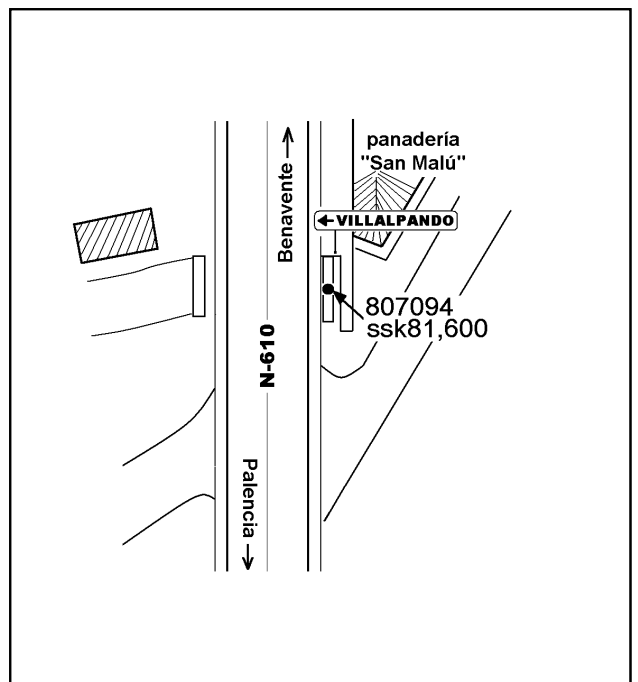 panadería
"San Malú"
Benavente
VILLALPANDO
807094
ssk81,600
N-610
Palencia